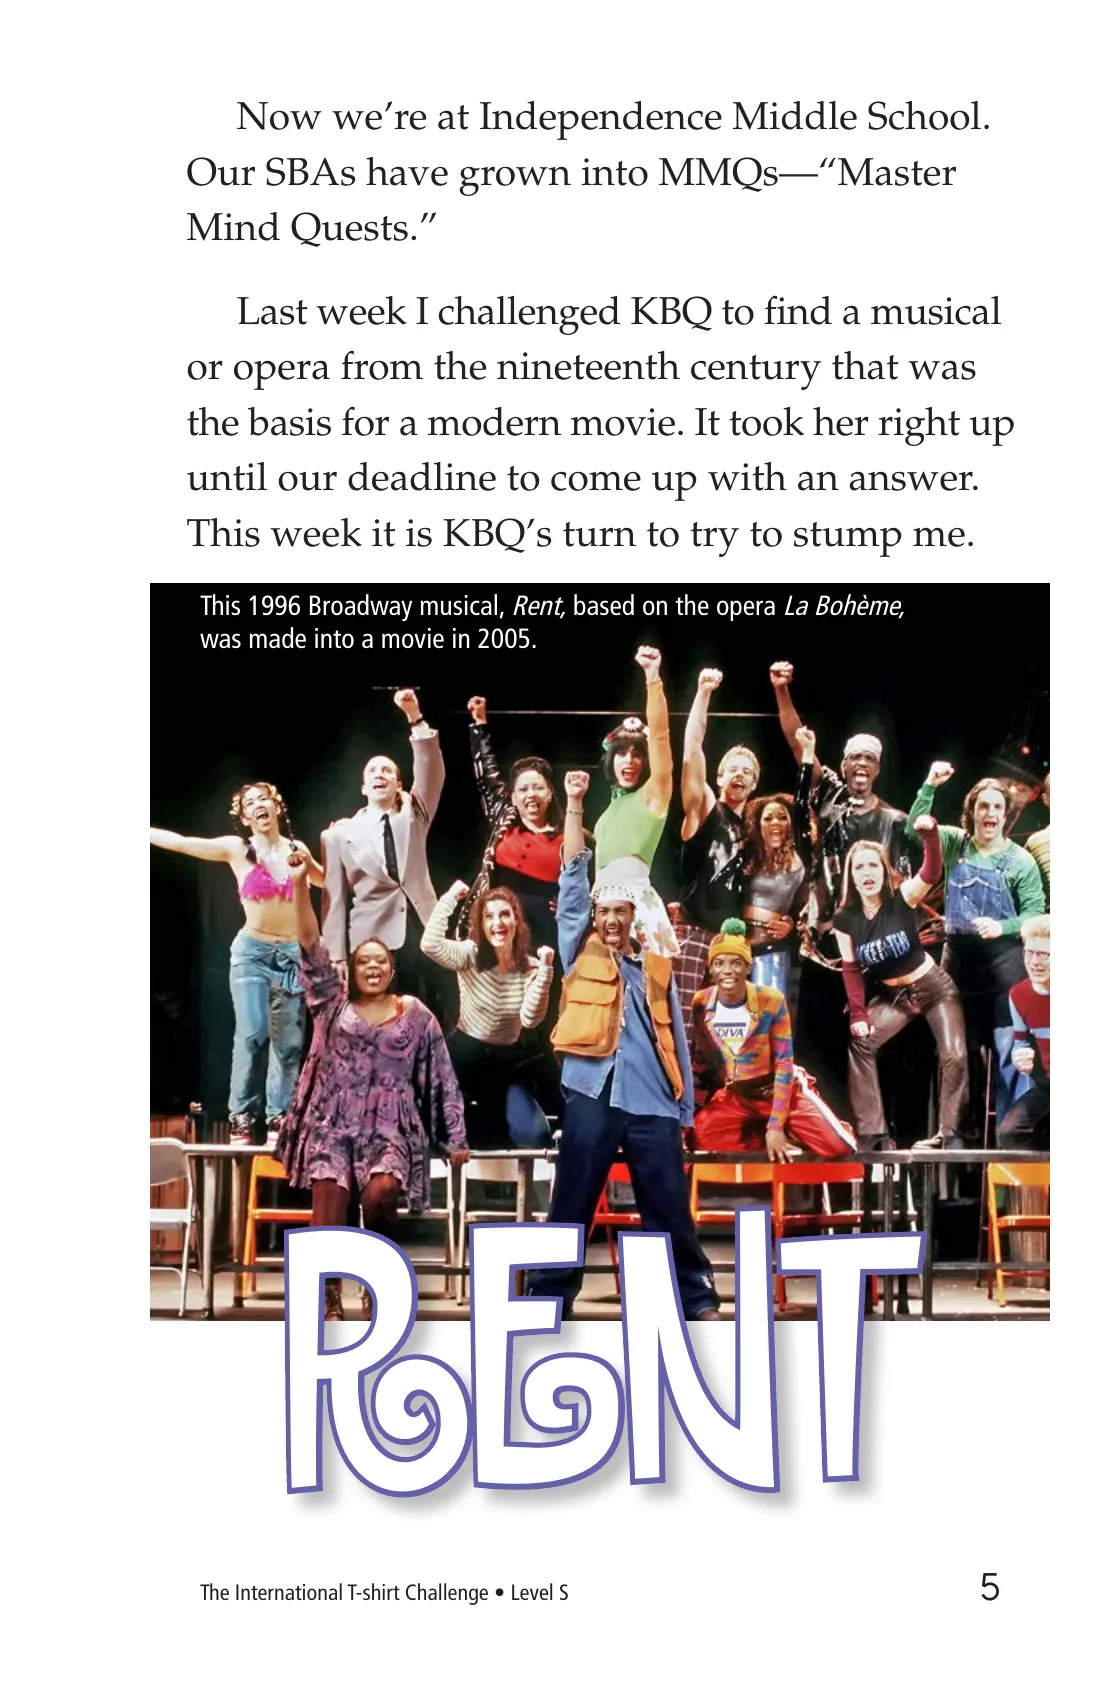 Now we’re at Independence Middle School.
Our SBAs have grown into MMQs—“Master
Mind Quests.”
Last week I challenged KBQ to find a musical
or opera from the nineteenth century that was
the basis for a modern movie. It took her right up
until our deadline to come up with an answer.
This week it is KBQ’s turn to try to stump me.
This 1996 Broadway musical, Rent, based on the opera La Bohème,
was made into a movie in 2005.
DIVA
RENT
The International T-shirt Challenge • Level S
5